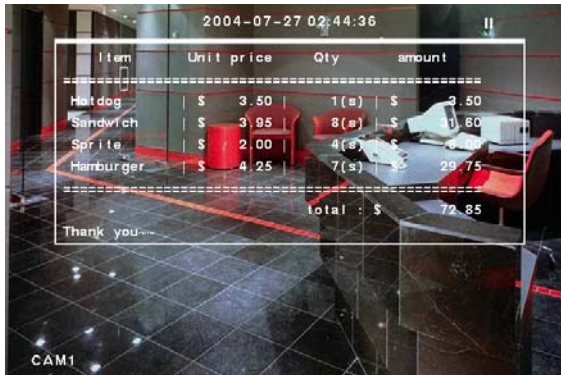 2004-07-27 02:44:36
Item Unit price Qty amount
==============================================
Hotdog | $ 3.50 | 1(s) | $ 3.50
Sandwich | $ 3.95 | 8(s) | $ 31.60
Sprite | $ 2.00 | 4(s) | $ 8.00
Hamburger | $ 4.25 | 7(s) | $ 29.75
==============================================
total : $ 72.85
Thank you~~
CAM1